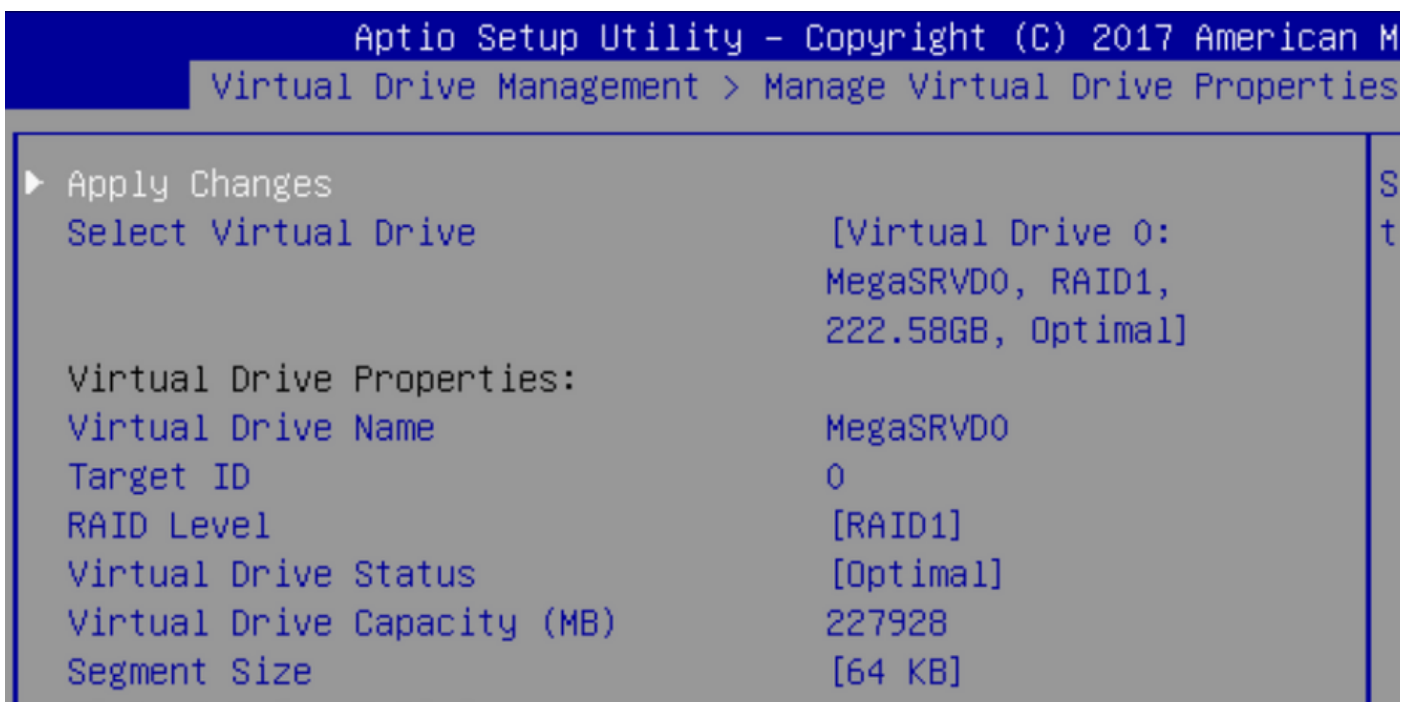 Aptio Setup Utility – Copyright (C) 2017 American M
Virtual Drive Management > Manage Virtual Drive Properties
Apply Changes
S
Select Virtual Drive [Virtual Drive 0:
t
MegaSRVD0, RAID1,
222.58GB, Optimal]
Virtual Drive Properties:
Virtual Drive Name MegaSRVD0
Target ID 0
RAID Level [RAID1]
Virtual Drive Status [Optimal]
Virtual Drive Capacity (MB) 227928
Segment Size [64 KB]